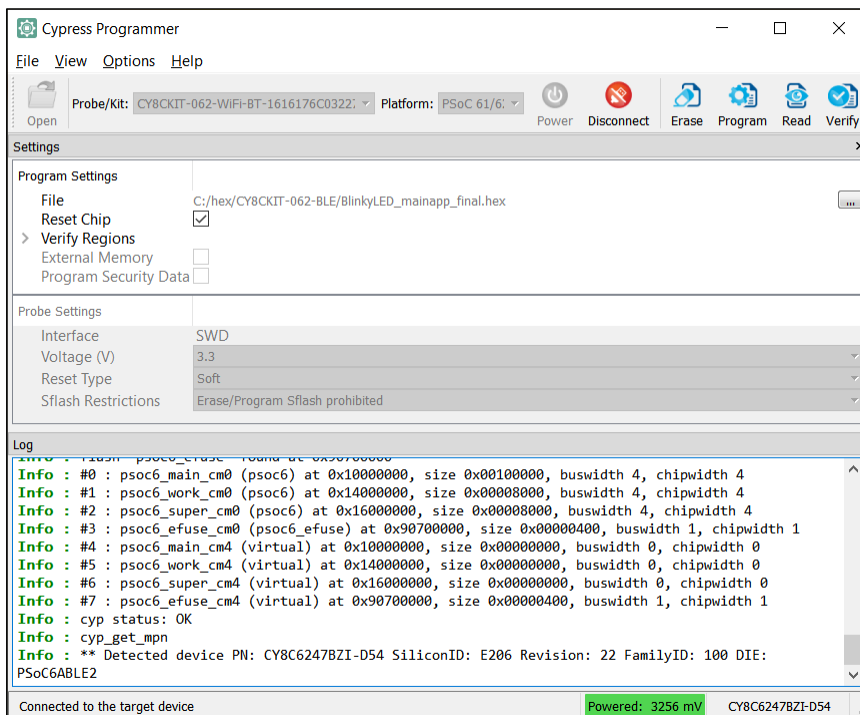 Cypress Programmer
File View Options Help
Open Probe/Kit: CY8CKIT-062-WiFi-BT-1616176C0322 Platform: PSoC 61/6 Power Disconnect Erase Program Read Verify
Settings
Program Settings
File C:/hex/CY8CKIT-062-BLE/BlinkyLED_mainapp_final.hex ...
Reset Chip
Verify Regions
External Memory
Program Security Data
Probe Settings
Interface SWD
Voltage (V) 3.3
Reset Type Soft
Sflash Restrictions Erase/Program Sflash prohibited
Log
Info : flash 'psoc6_efuse' found at 0x90700000
Info : #0 : psoc6_main_cm0 (psoc6) at 0x10000000, size 0x00100000, buswidth 4, chipwidth 4
Info : #1 : psoc6_work_cm0 (psoc6) at 0x14000000, size 0x00008000, buswidth 4, chipwidth 4
Info : #2 : psoc6_super_cm0 (psoc6) at 0x16000000, size 0x00008000, buswidth 4, chipwidth 4
Info : #3 : psoc6_efuse_cm0 (psoc6_efuse) at 0x90700000, size 0x00000400, buswidth 1, chipwidth 1
Info : #4 : psoc6_main_cm4 (virtual) at 0x10000000, size 0x00000000, buswidth 0, chipwidth 0
Info : #5 : psoc6_work_cm4 (virtual) at 0x14000000, size 0x00000000, buswidth 0, chipwidth 0
Info : #6 : psoc6_super_cm4 (virtual) at 0x16000000, size 0x00000000, buswidth 0, chipwidth 0
Info : #7 : psoc6_efuse_cm4 (virtual) at 0x90700000, size 0x00000400, buswidth 1, chipwidth 1
Info : cyp status: OK
Info : cyp_get_mpn
Info : ** Detected device PN: CY8C6247BZI-D54 SiliconID: E206 Revision: 22 FamilyID: 100 DIE:
PSoC6ABLE2
Connected to the target device Powered: 3256 mV CY8C6247BZI-D54